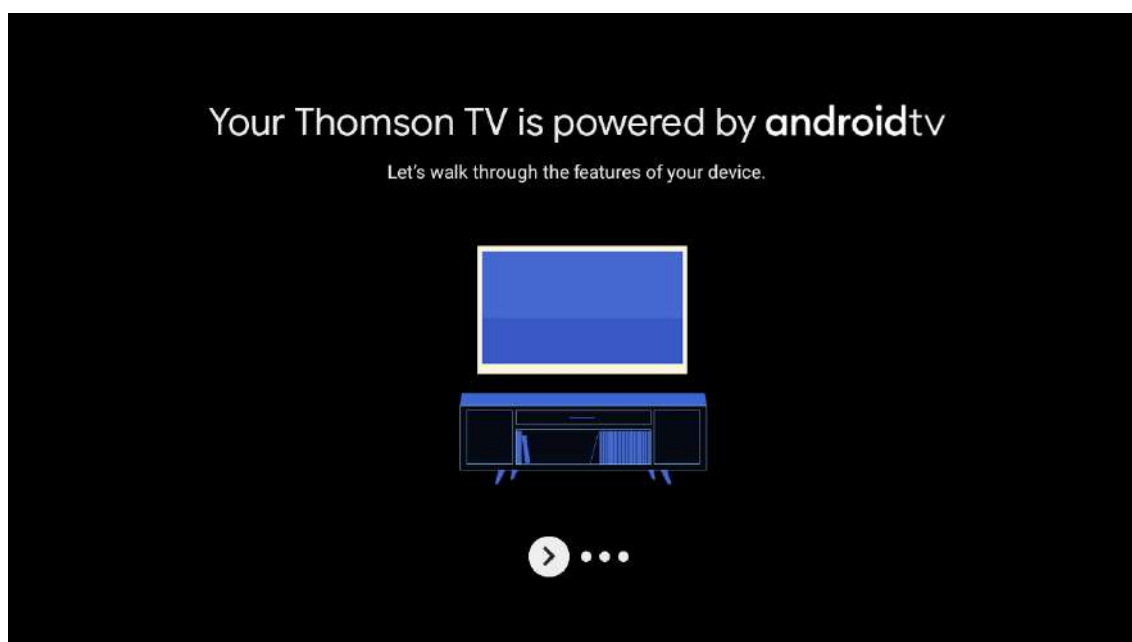 Your Thomson TV is powered by androidtv
Let's walk through the features of your device.